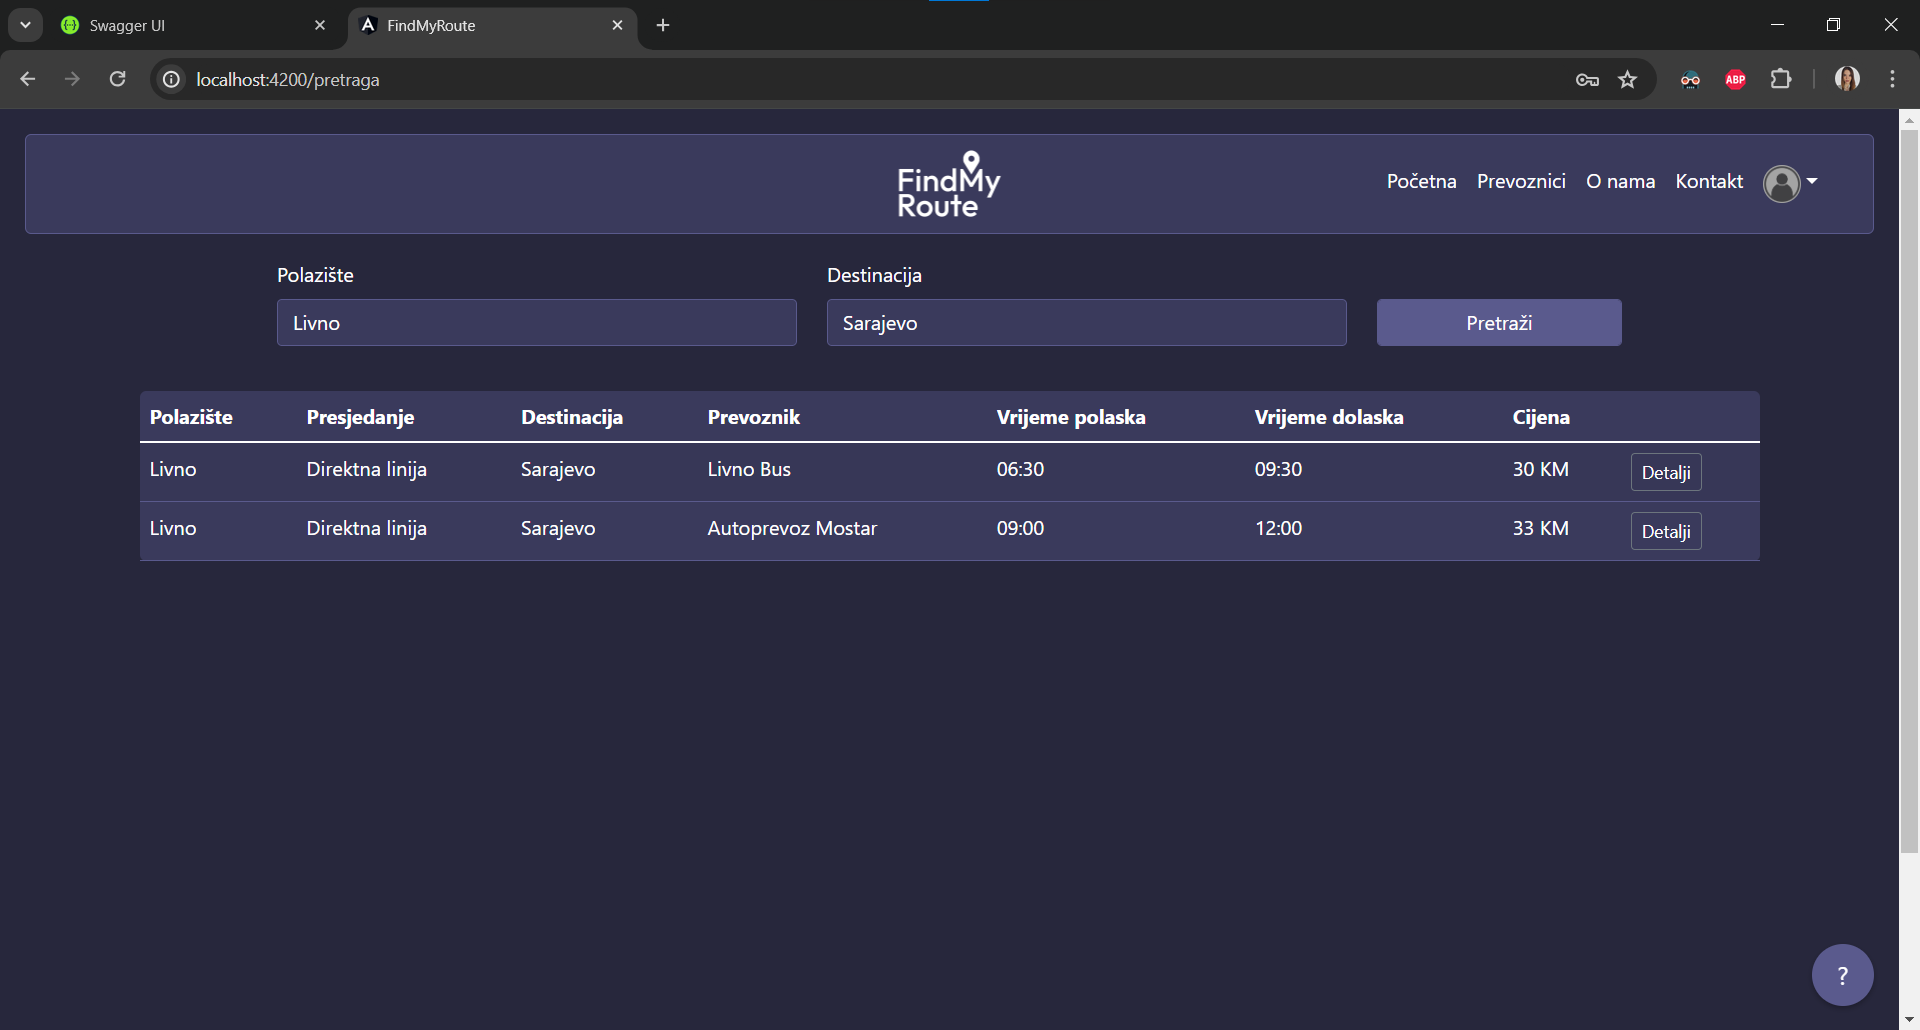 Swagger UI
FindMyRoute
localhost:4200/pretraga
ABP
FindMy
Route
Početna Prevoznici O nama Kontakt
Polazište Destinacija
Livno Sarajevo Pretraži
Polazište Presjedanje Destinacija Prevoznik Vrijeme polaska Vrijeme dolaska Cijena
Livno Direktna linija Sarajevo Livno Bus 06:30 09:30 30 KM Detalji
Livno Direktna linija Sarajevo Autoprevoz Mostar 09:00 12:00 33 KM Detalji
?